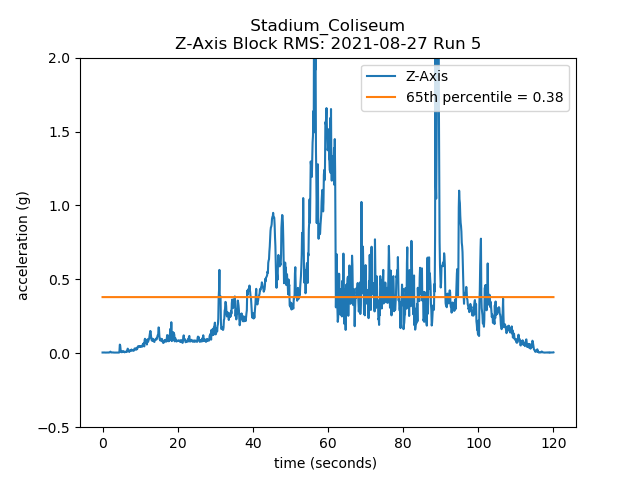 Stadium_Coliseum
Z-Axis Block RMS: 2021-08-27 Run 5
Z-Axis
65th percentile = 0.38
2.0
1.5
1.0
0.5
0.0
−0.5
acceleration (g)
0 20 40 60 80 100 120
time (seconds)